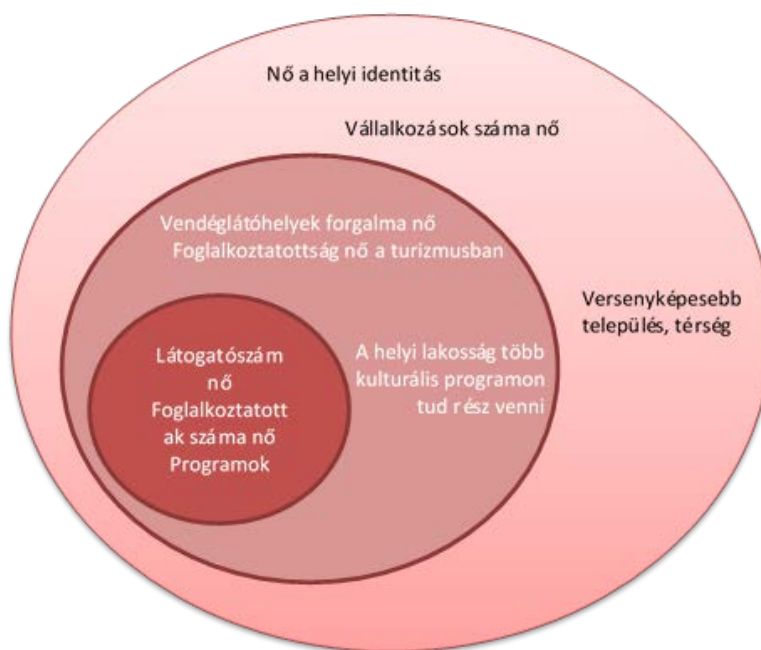 Nő a helyi identitás
Vállalkozások száma nő
Vendéglátóhelyek forgalma nő
Foglalkoztatottság nő a turizmusban
Versenyképesebb
település, térség
A helyi lakosság több
kulturális programon
tud rész venni
Látogatószám
nő
Foglalkoztatott
ak száma nő
Programok